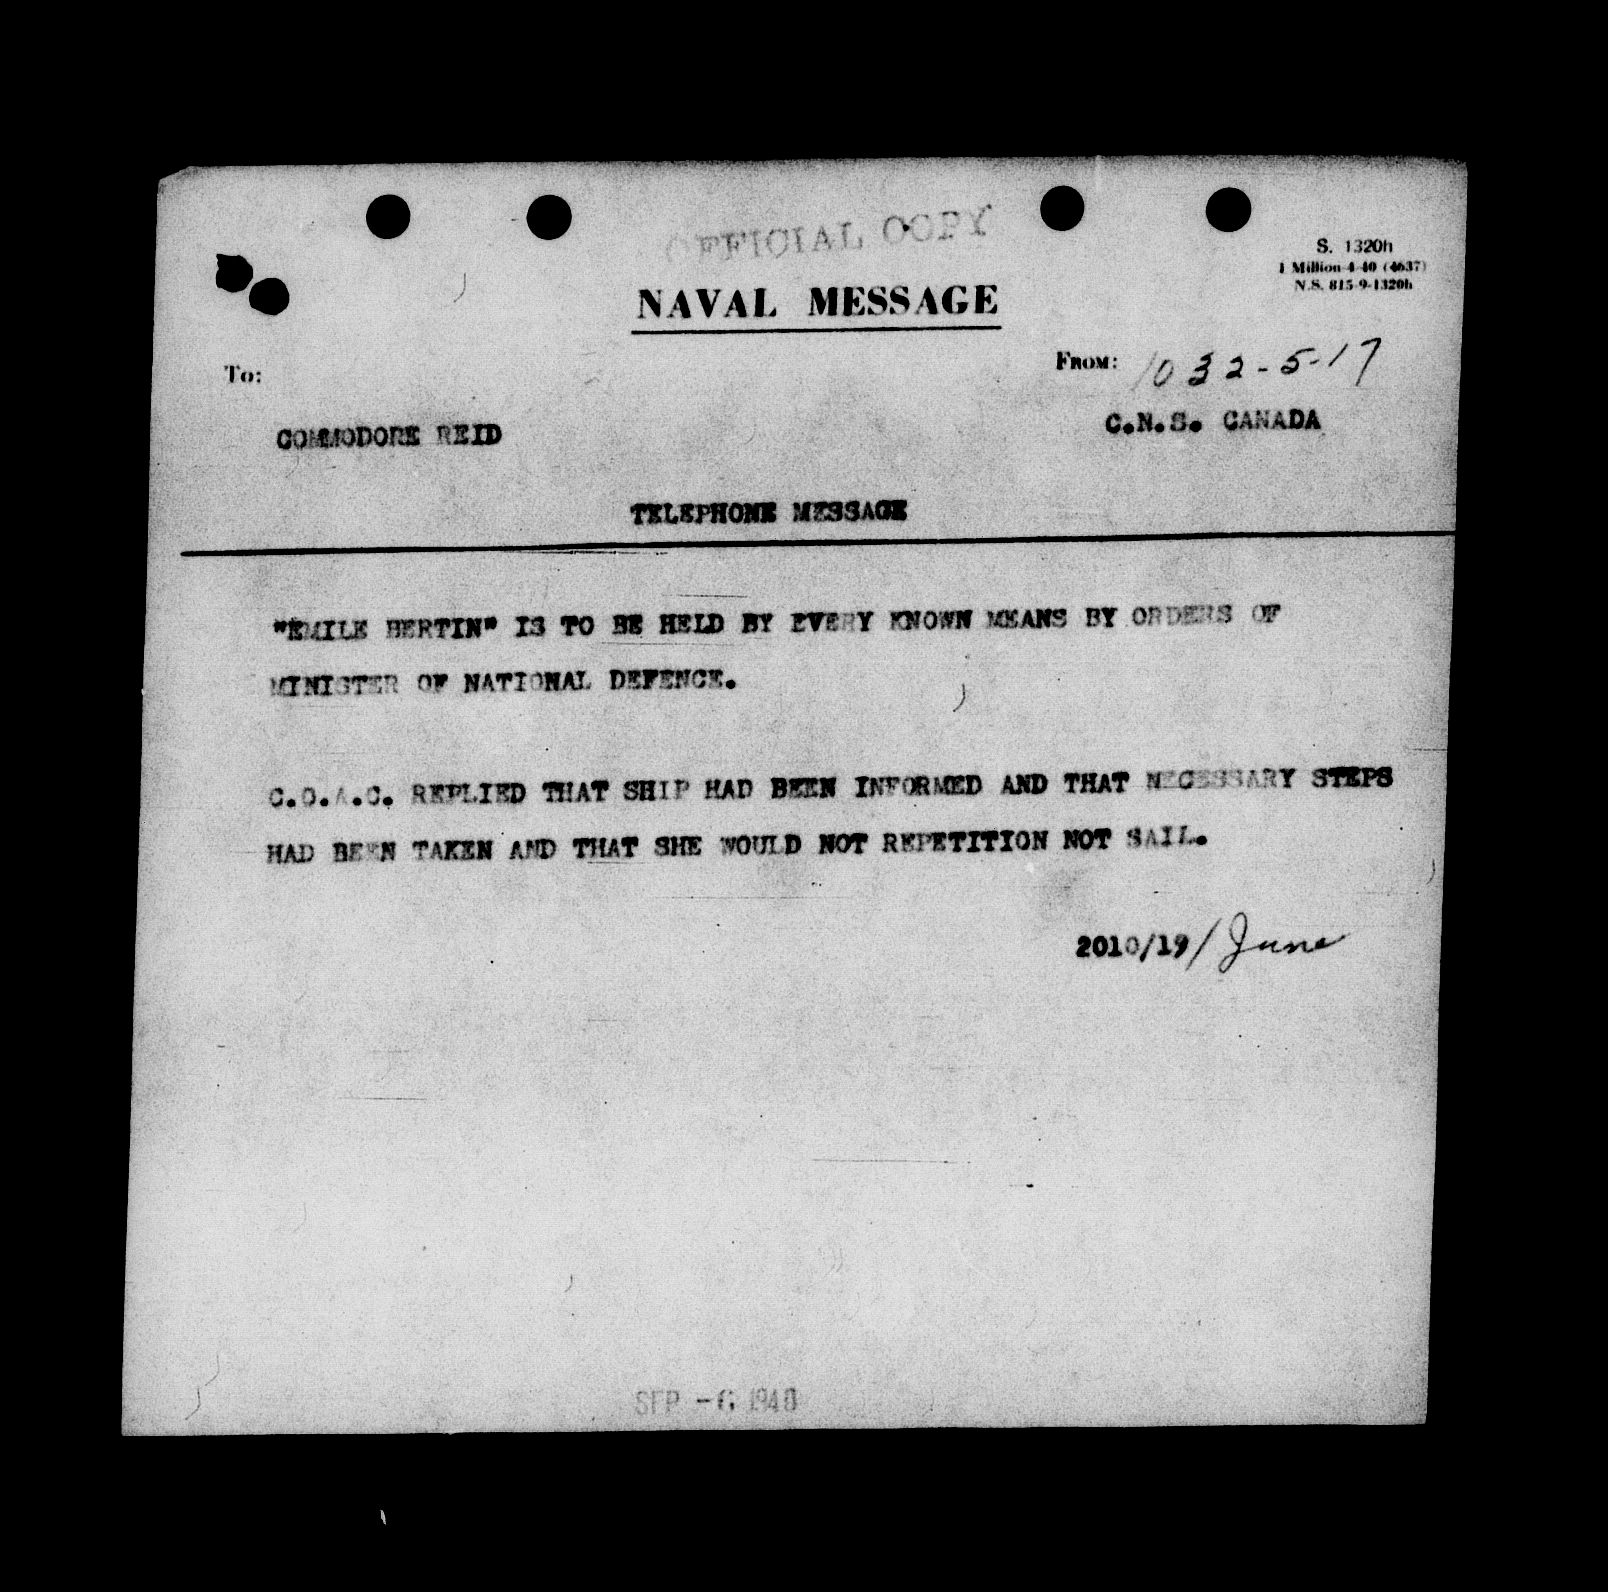 OFFICIAL COPY
S. 1320h
1 Million-4-40 (4637)
N.S. 815-9-1320h
NAVAL MESSAGE
To:
FROM: 1032-5-17
COMMODORE REID
C.N.S. CANADA
TELEPHONE MESSAGE
"EMILE BERTIN" IS TO BE HELD BY EVERY KNOWN MEANS BY ORDERS OF
MINISTER OF NATIONAL DEFENCE.
C.O.A.C. REPLIED THAT SHIP HAD BEEN INFORMED AND THAT NECESSARY STEPS
HAD BEEN TAKEN AND THAT SHE WOULD NOT REPETITION NOT SAIL.
2010/19/June
SEP -6 1940